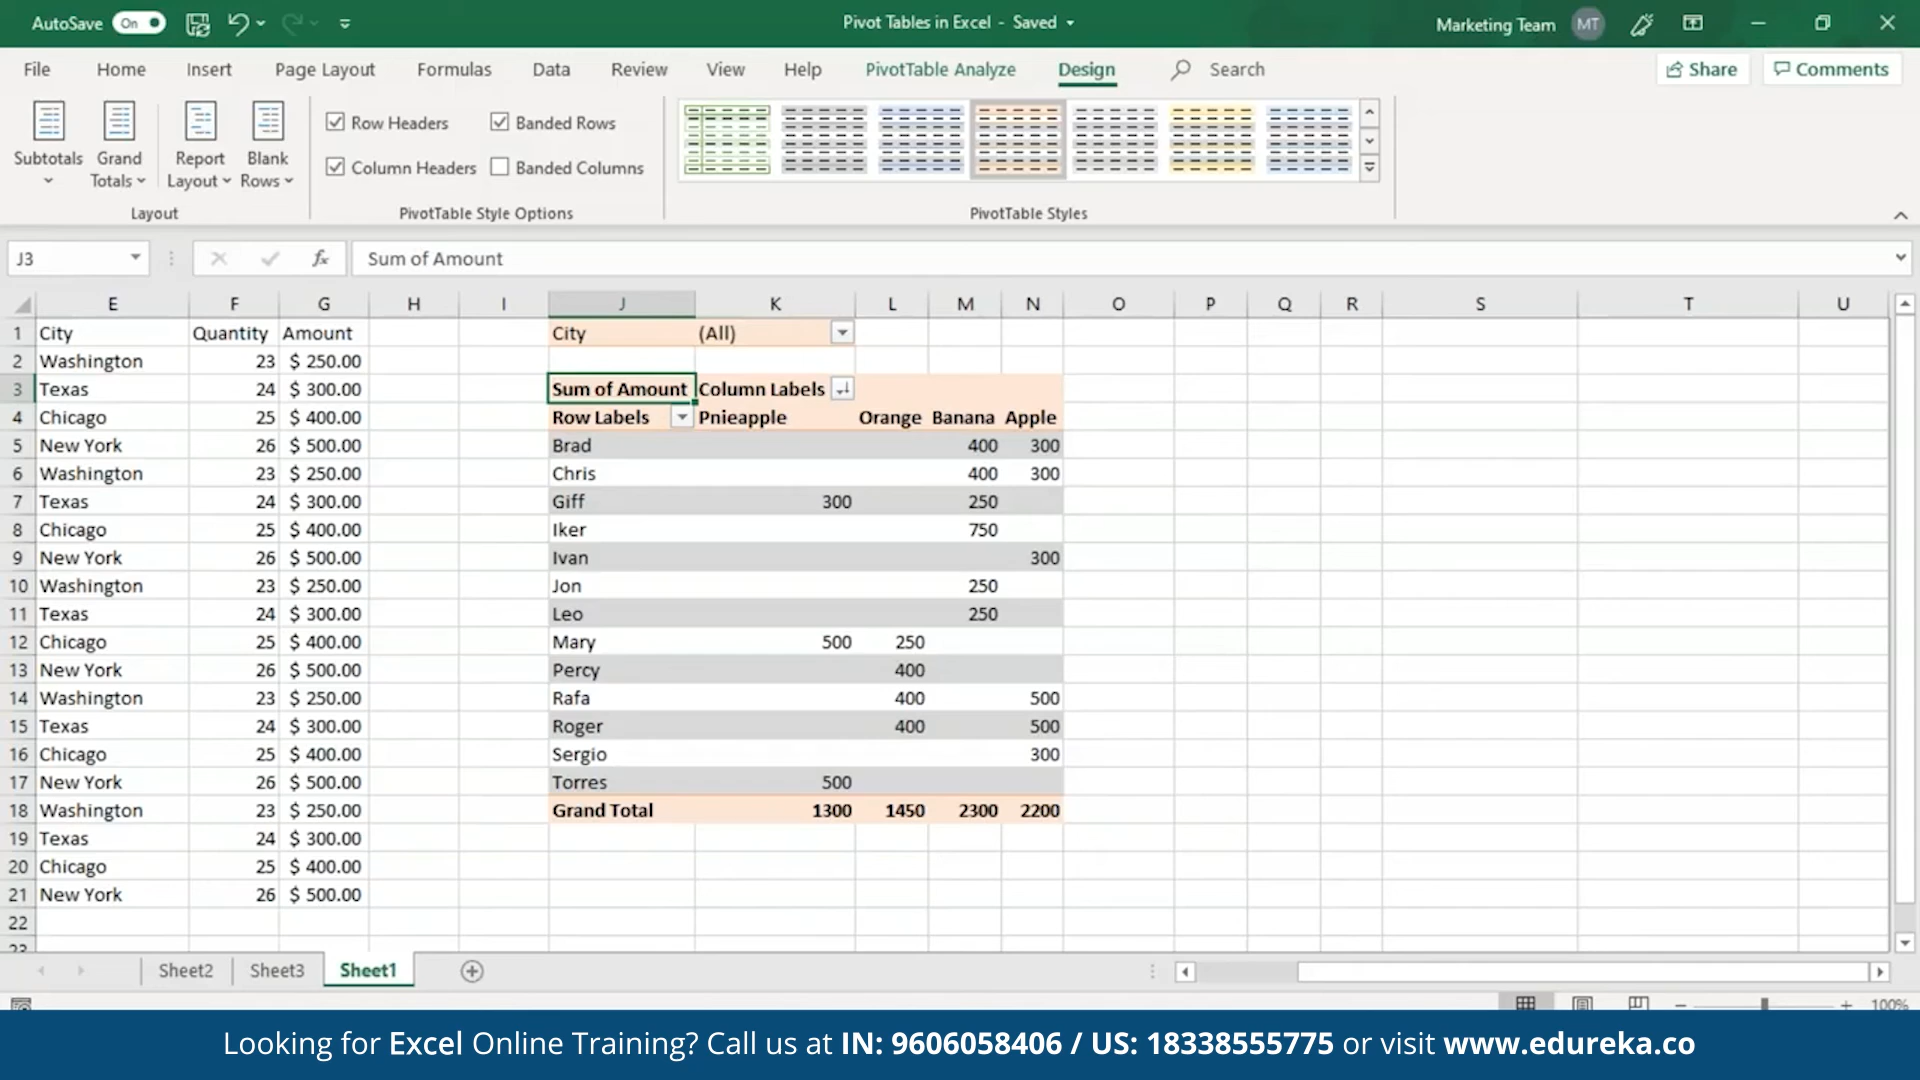 AutoSave On Pivot Tables in Excel - Saved Marketing Team MT
File Home Insert Page Layout Formulas Data Review View Help PivotTable Analyze Design Search Share Comments
Subtotals Grand Totals Report Layout Blank Rows
Row Headers Banded Rows
Column Headers Banded Columns
Layout PivotTable Style Options PivotTable Styles
J3 fx Sum of Amount
E F G H I J K L M N O P Q R S T U
1 City Quantity Amount City (All)
2 Washington 23 $ 250.00
3 Texas 24 $ 300.00 Sum of Amount Column Labels
4 Chicago 25 $ 400.00 Row Labels Pnieapple Orange Banana Apple
5 New York 26 $ 500.00 Brad 400 300
6 Washington 23 $ 250.00 Chris 400 300
7 Texas 24 $ 300.00 Giff 300 250
8 Chicago 25 $ 400.00 Iker 750
9 New York 26 $ 500.00 Ivan 300
10 Washington 23 $ 250.00 Jon 250
11 Texas 24 $ 300.00 Leo 250
12 Chicago 25 $ 400.00 Mary 500 250
13 New York 26 $ 500.00 Percy 400
14 Washington 23 $ 250.00 Rafa 400 500
15 Texas 24 $ 300.00 Roger 400 500
16 Chicago 25 $ 400.00 Sergio 300
17 New York 26 $ 500.00 Torres 500
18 Washington 23 $ 250.00 Grand Total 1300 1450 2300 2200
19 Texas 24 $ 300.00
20 Chicago 25 $ 400.00
21 New York 26 $ 500.00
22
23
Sheet2 Sheet3 Sheet1
100%
Looking for Excel Online Training? Call us at IN: 9606058406 / US: 18338555775 or visit www.edureka.co